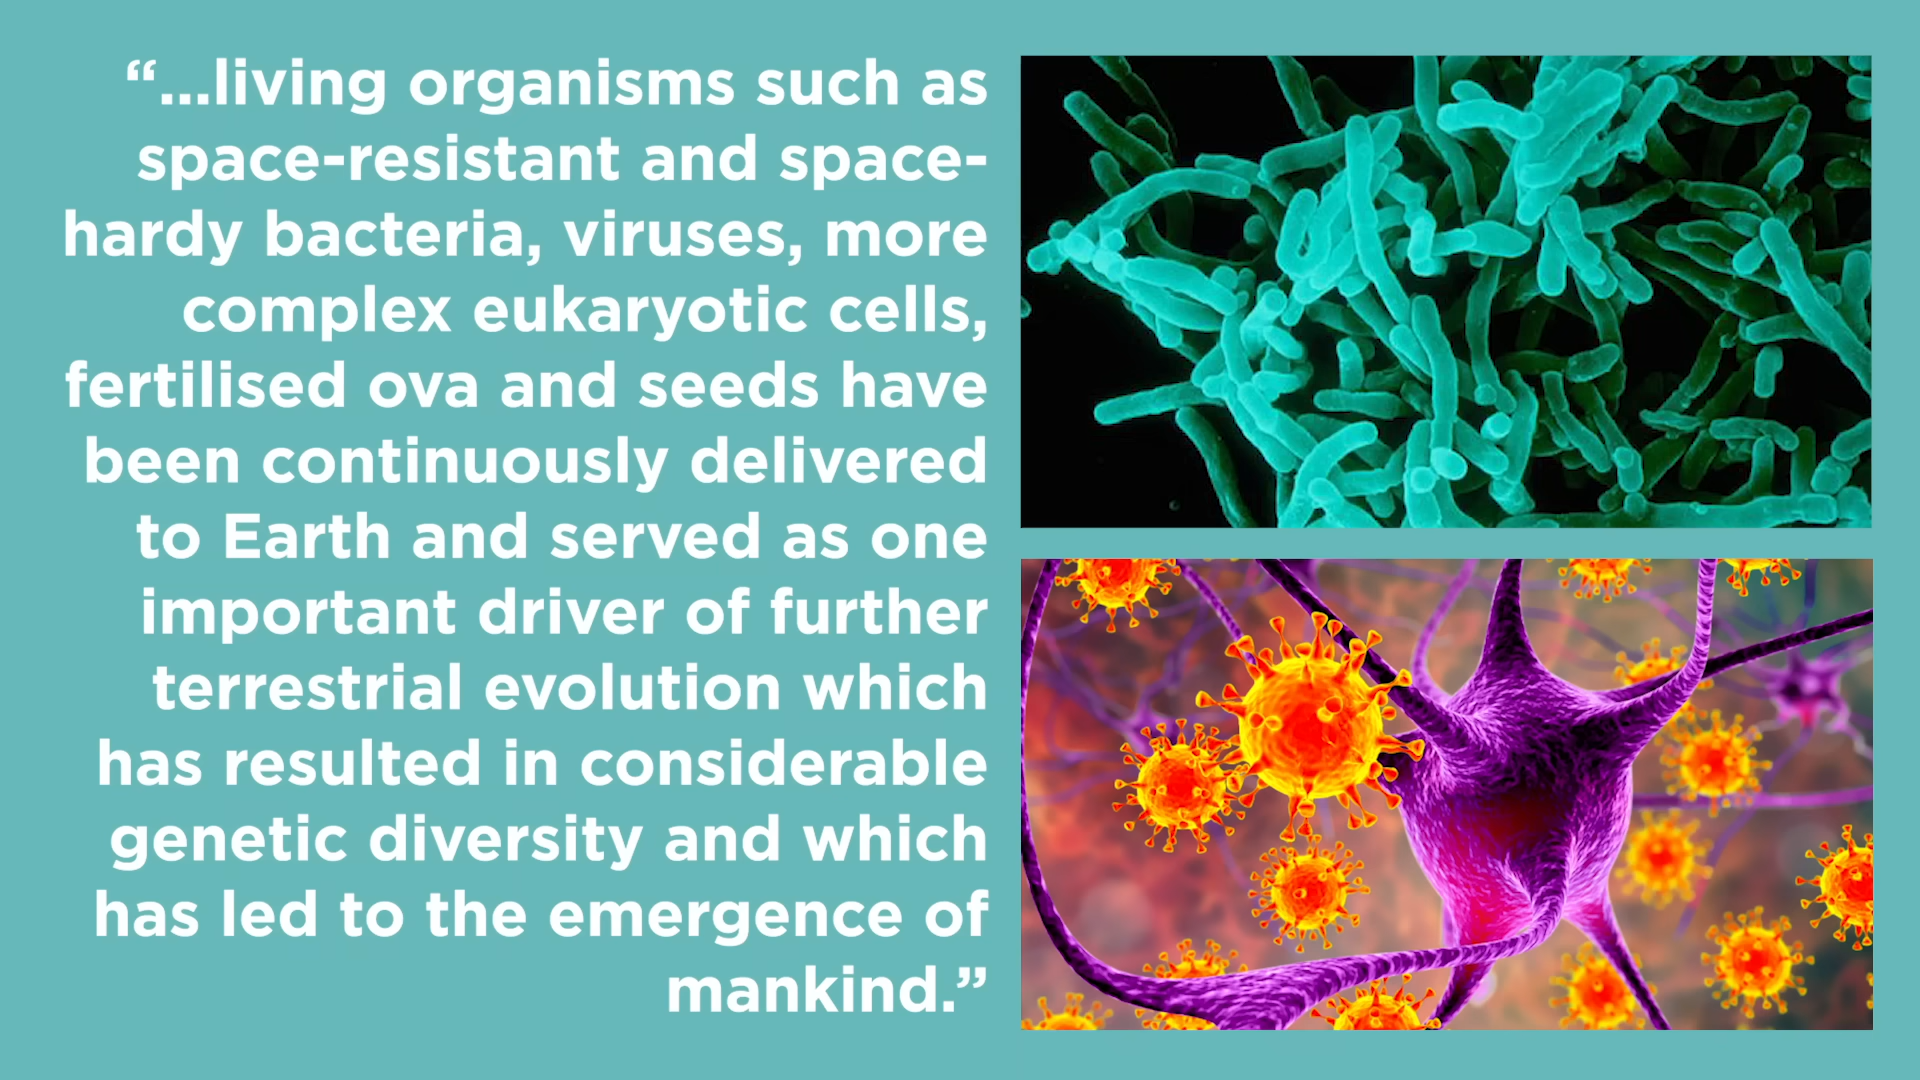 “...living organisms such as
space-resistant and space-
hardy bacteria, viruses, more
complex eukaryotic cells,
fertilised ova and seeds have
been continuously delivered
to Earth and served as one
important driver of further
terrestrial evolution which
has resulted in considerable
genetic diversity and which
has led to the emergence of
mankind.”